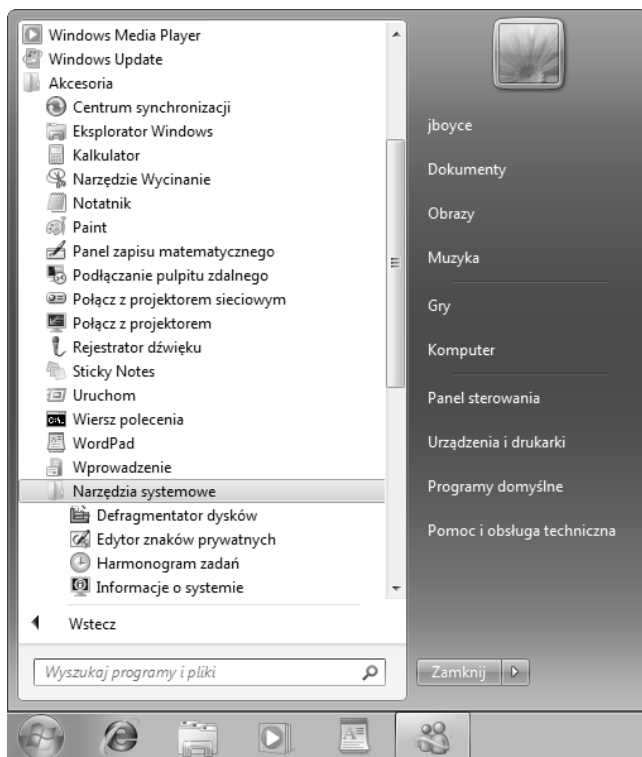 Windows Media Player
Windows Update
Akcesoria
Centrum synchronizacji
Eksplorator Windows
Kalkulator
Narzędzie Wycinanie
Notatnik
Paint
Panel zapisu matematycznego
Podłączanie pulpitu zdalnego
Połącz z projektorem sieciowym
Połącz z projektorem
Rejestrator dźwięku
Sticky Notes
Uruchom
Wiersz polecenia
WordPad
Wprowadzenie
Narzędzia systemowe
Defragmentator dysków
Edytor znaków prywatnych
Harmonogram zadań
Informacje o systemie
Wstecz
Wyszukaj programy i pliki
jboyce
Dokumenty
Obrazy
Muzyka
Gry
Komputer
Panel sterowania
Urządzenia i drukarki
Programy domyślne
Pomoc i obsługa techniczna
Zamknij